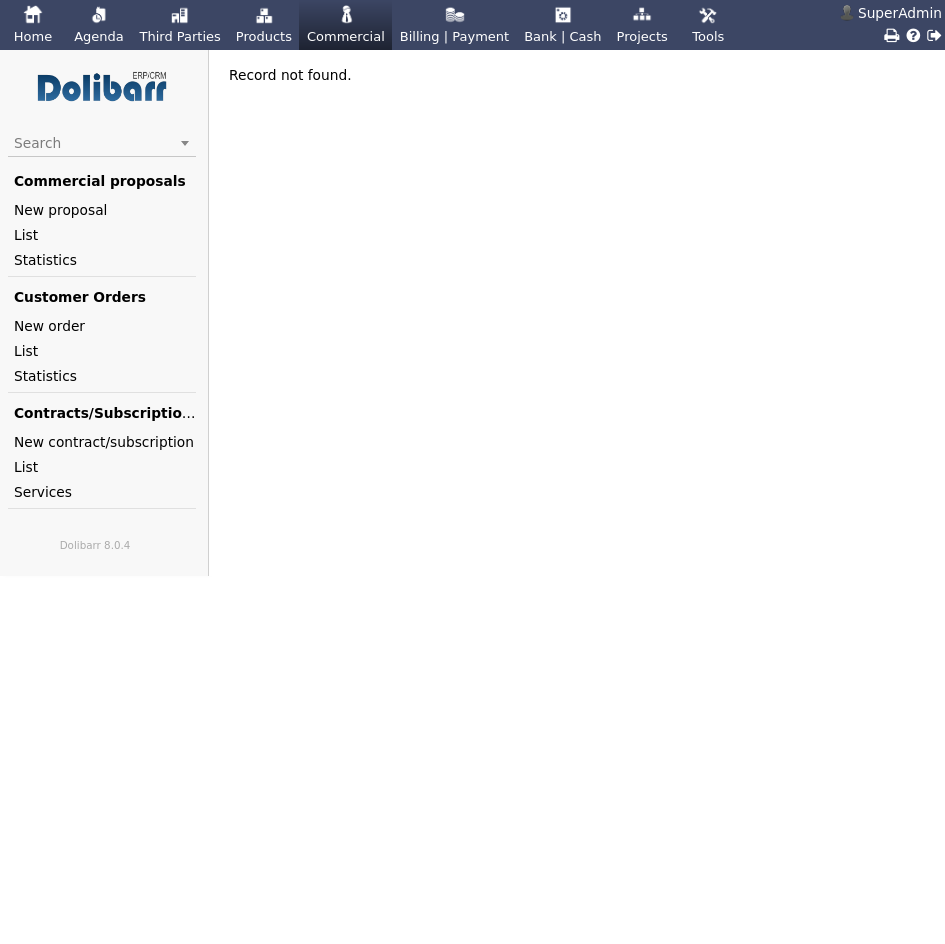 Home
Agenda
Third Parties
Products
Commercial
Billing | Payment
Bank | Cash
Projects
Tools
SuperAdmin
ERP/CRM
Dolibarr
Search
Commercial proposals
New proposal
List
Statistics
Customer Orders
New order
List
Statistics
Contracts/Subscriptio...
New contract/subscription
List
Services
Dolibarr 8.0.4
Record not found.